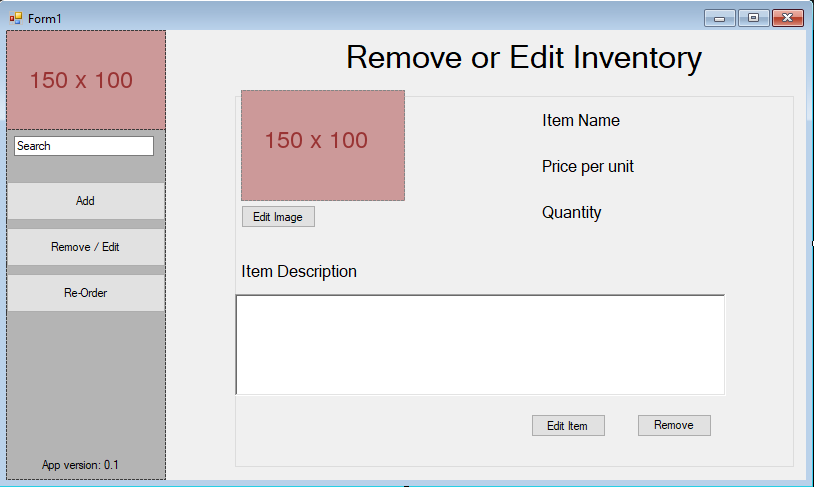 Form1
150 x 100
Search
Add
Remove / Edit
Re-Order
App version: 0.1
Remove or Edit Inventory
150 x 100
Edit Image
Item Name
Price per unit
Quantity
Item Description
Edit Item
Remove